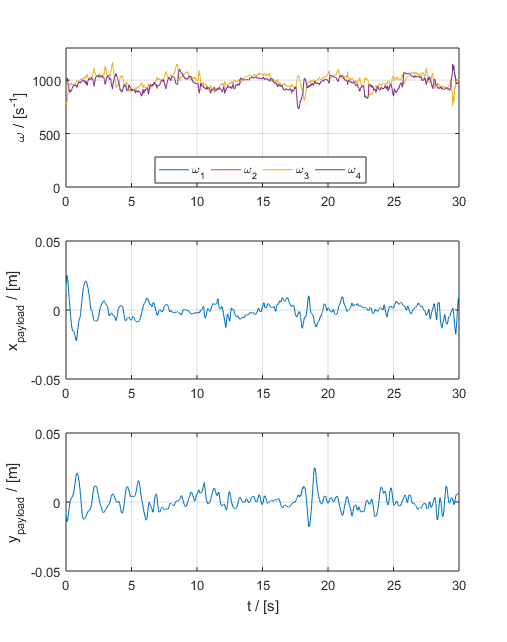 1000
500
0
ω / [s⁻¹]
ω₁ ω₂ ω₃ ω₄
0 5 10 15 20 25 30
0.05
0
-0.05
x_payload / [m]
0 5 10 15 20 25 30
0.05
0
-0.05
y_payload / [m]
0 5 10 15 20 25 30
t / [s]